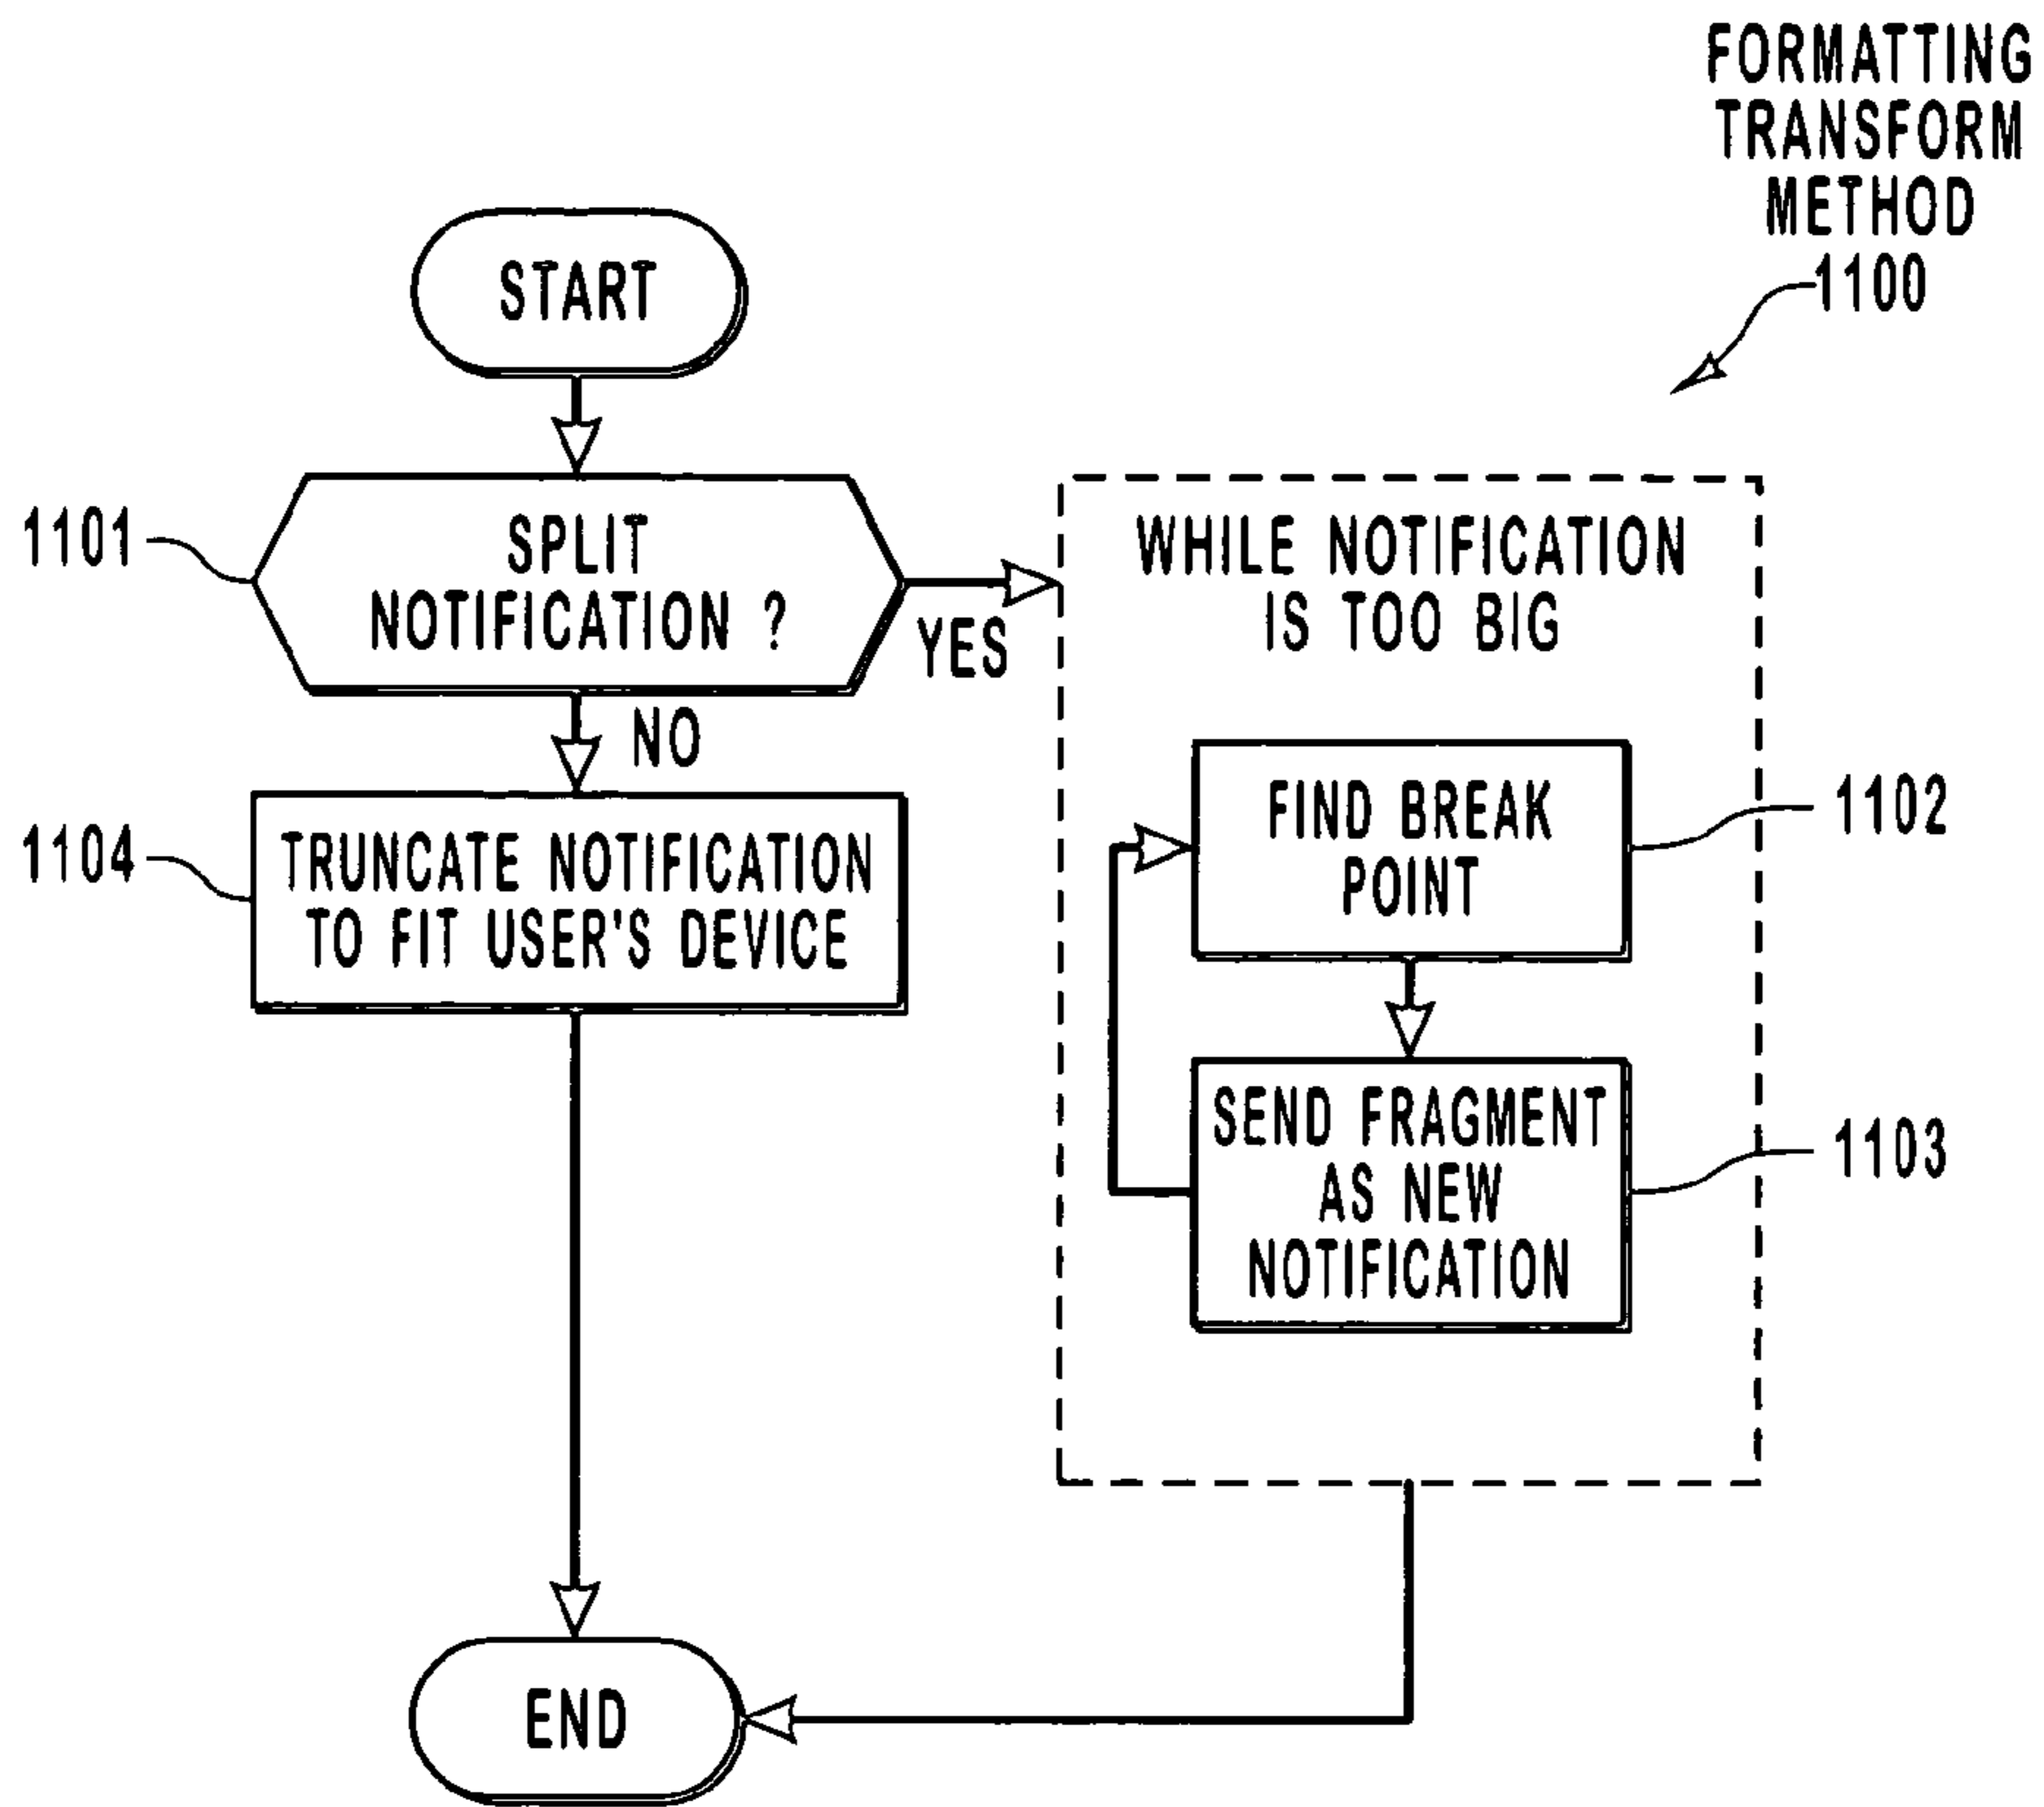 FORMATTING
TRANSFORM
METHOD
1100
START
1101
SPLIT
NOTIFICATION ?
YES
NO
1104
TRUNCATE NOTIFICATION
TO FIT USER'S DEVICE
WHILE NOTIFICATION
IS TOO BIG
FIND BREAK
POINT
1102
SEND FRAGMENT
AS NEW
NOTIFICATION
1103
END